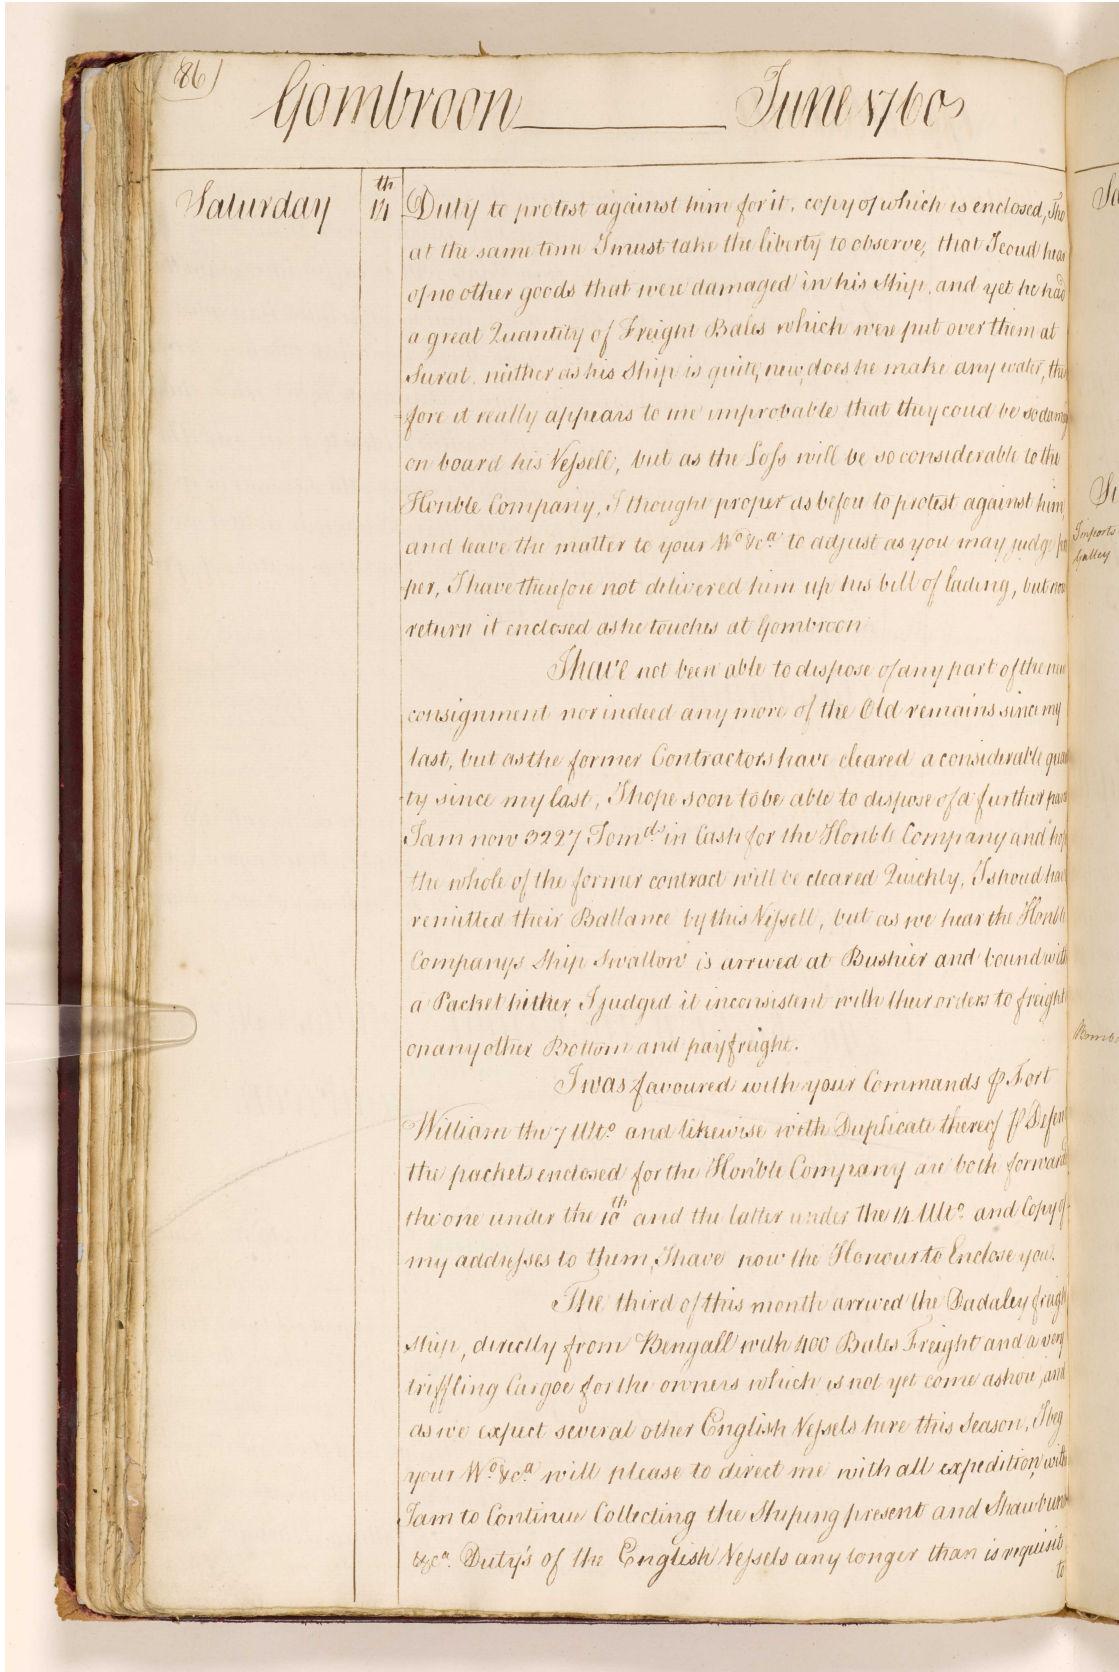 86)
Gombroon June 1760
Saturday 14th Duty to protest against him for it, copy of which is enclosed, Tho
at the same time I must take the liberty to observe, that I coud hear
of no other goods that were damaged in his Ship, and yet he had
a great Quantity of Freight Bales which were put over them at
Surat, neither as his Ship is quite new, does he make any water, there
fore it really appears to me improbable that they coud be so damag
on board his Vessell, but as the Loss will be so considerable to the
Honble Company, I thought proper as before to protest against him,
and leave the matter to your Wo. &ca. to adjust as you may judge pro
per, I have therefore not delivered him up his bill of lading, but now
return it enclosed as he touches at Gombroon
I have not been able to dispose of any part of the new
consignment nor indeed any more of the Old remains since my
last, but as the former Contractors have cleared a considerable quan
ty since my last, I hope soon to be able to dispose of a further part
I am now 3227 Tomds. in Cash for the Honble Company and hope
the whole of the former contract will be cleared Quickly, I shoud have
remitted their Ballance by this Vessell, but as we hear the Honble
Companys Ship Swallow is arrived at Bushier and bound with
a Packet hither, I judged it inconsistent with their orders to freight
on any other Bottom and pay freight.
I was favoured with your Commands ⅌ Fort
William the 7 Ulto. and likewise with Duplicate thereof ⅌
the packets enclosed for the Honble Company are both forward
the one under the 10th and the latter under the 14 Ulto. and Copy of
my addresses to them, I have now the Honour to Enclose you.
The third of this month arrived the Dadaley freigh
ship, directly from Bengall with 400 Bales Freight and a very
triffling Cargoe for the owners which is not yet come ashore, and
as we expect several other English Vessels here this Season, I beg
your Wo. &ca. will please to direct me with all expedition, with
I am to Continue Collecting the Shiping present and Shawbund
&ca. Duty's of the English Vessels any longer than is requisite
to
Imports
Galley